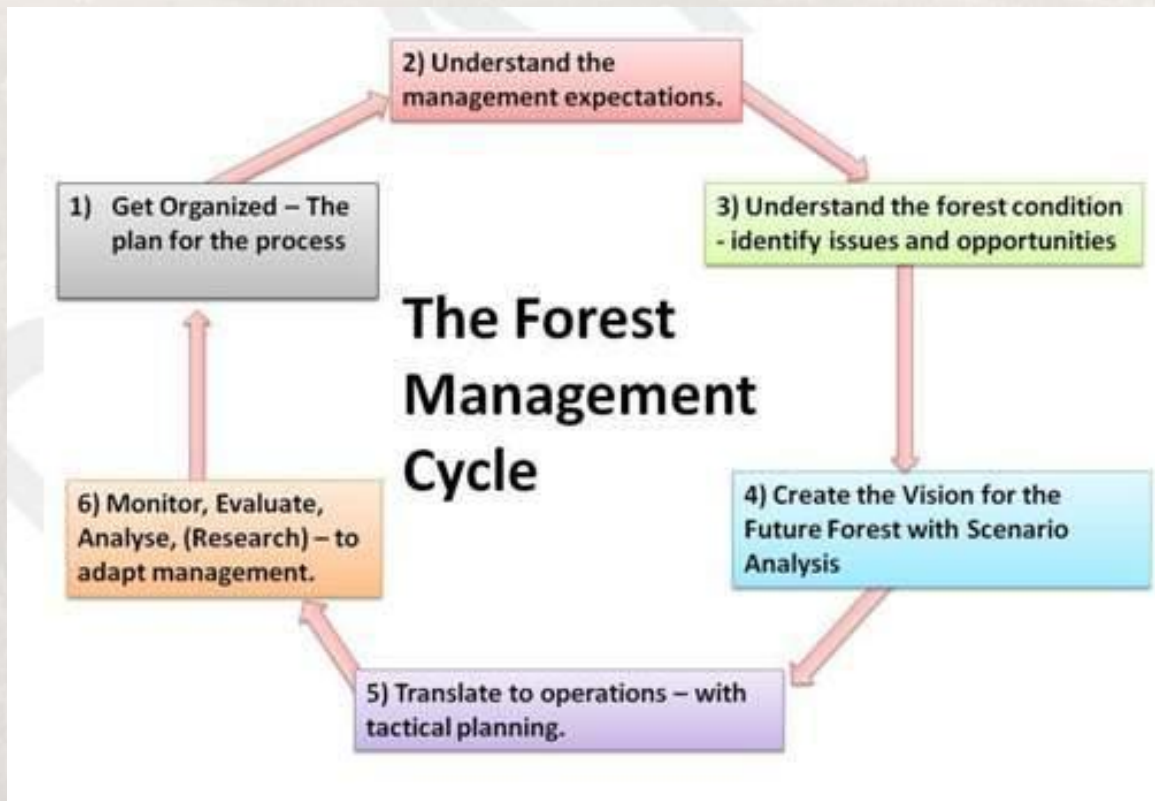 2) Understand the
management expectations.
1) Get Organized – The
plan for the process
3) Understand the forest condition
- identify issues and opportunities
The Forest
Management
Cycle
6) Monitor, Evaluate,
Analyse, (Research) – to
adapt management.
4) Create the Vision for the
Future Forest with Scenario
Analysis
5) Translate to operations – with
tactical planning.